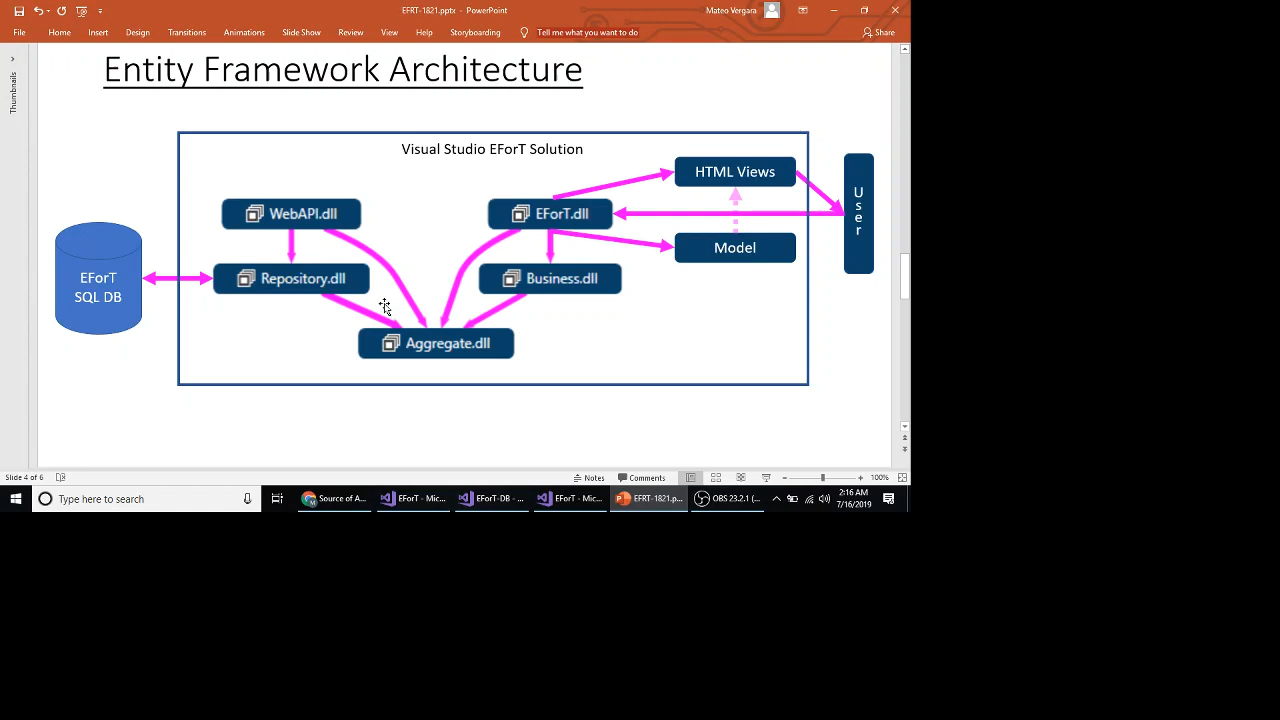 EFRT-1821.pptx - PowerPoint
Mateo Vergara
File Home Insert Design Transitions Animations Slide Show Review View Help Storyboarding Tell me what you want to do Share
Thumbnails
Entity Framework Architecture
Visual Studio EForT Solution
HTML Views
WebAPI.dll
EForT.dll
User
Model
EForT
SQL DB
Repository.dll
Business.dll
Aggregate.dll
Slide 4 of 6
Notes Comments 100%
Type here to search
Source of A...
EForT - Mic...
EForT-DB - ...
EForT - Mic...
EFRT-1821.p...
OBS 23.2.1 (...
2:16 AM
7/16/2019